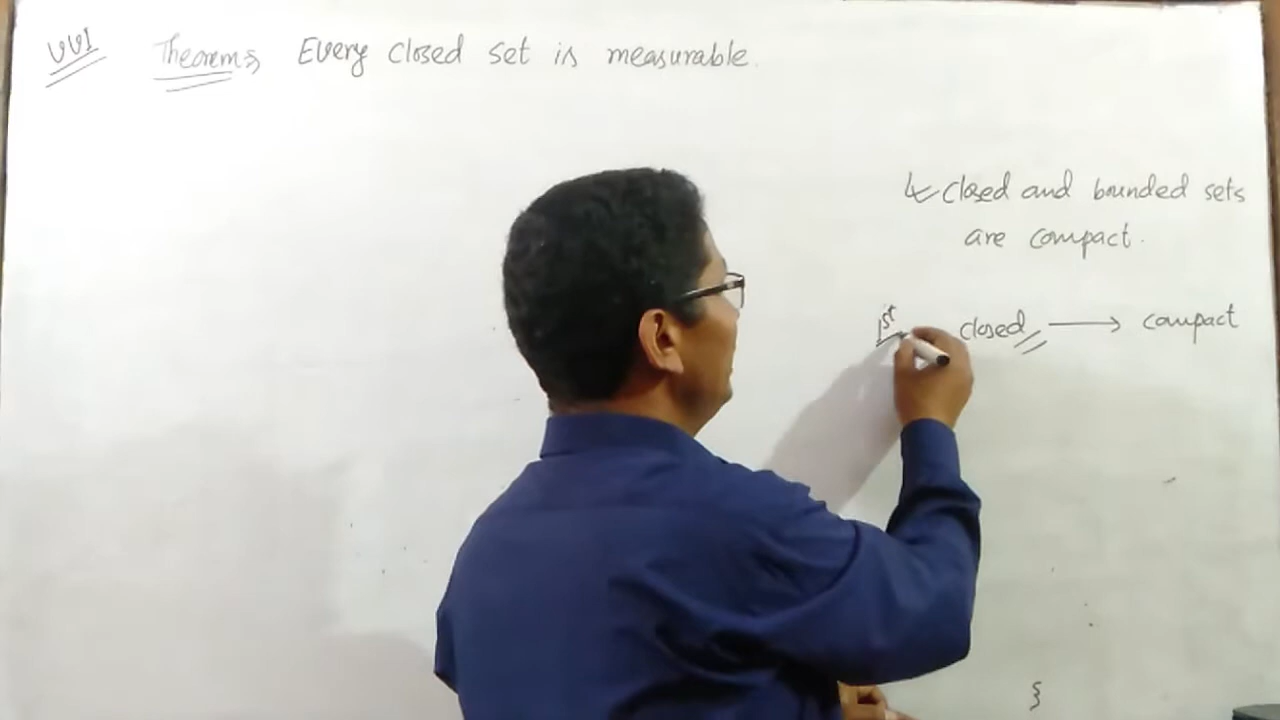 VVI Theorem:⇒ Every closed set is measurable.
↳ Closed and bounded sets
are compact.
1st closed → compact
}